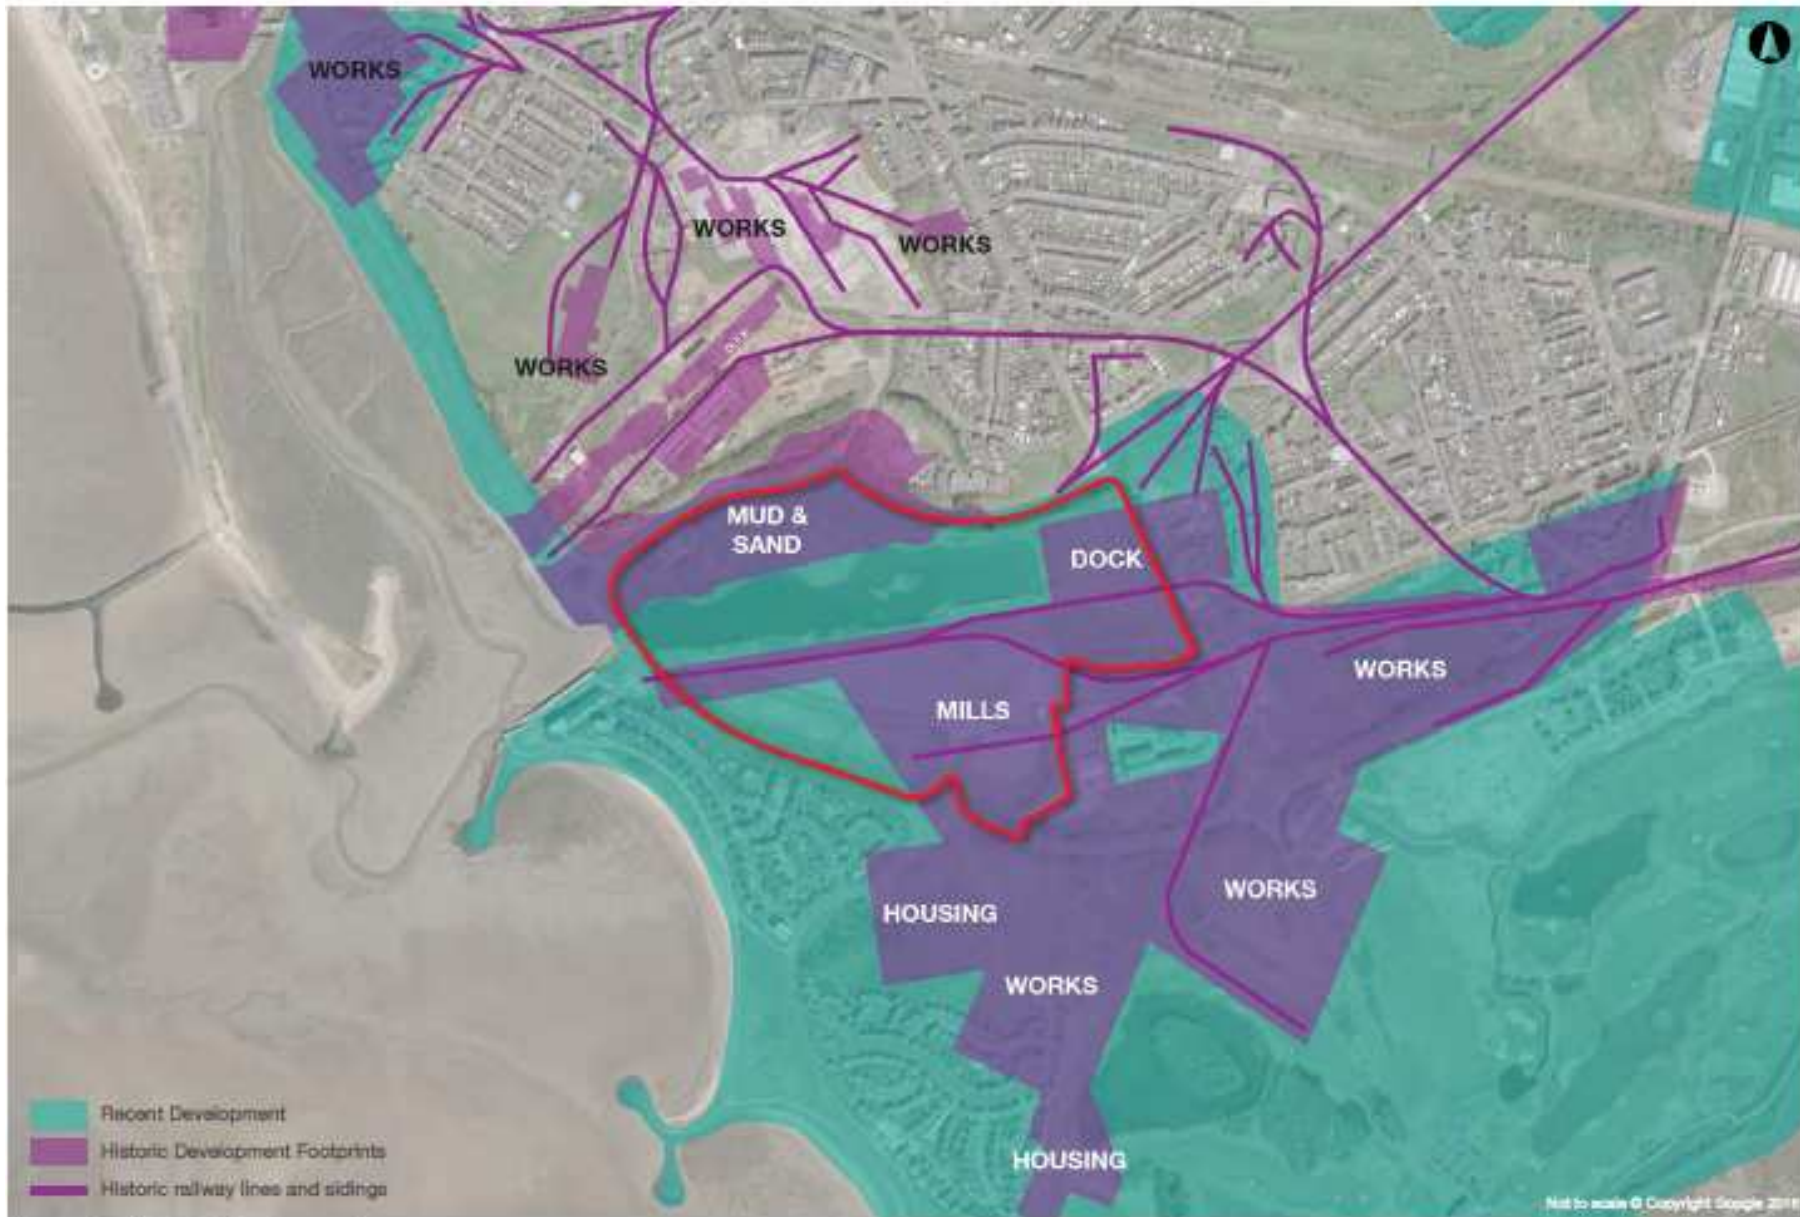 WORKS
WORKS
WORKS
WORKS
MUD &
SAND
DOCK
WORKS
MILLS
WORKS
HOUSING
WORKS
HOUSING
Recent Development
Historic Development Footprints
Historic railway lines and sidings
Not to scale © Copyright Google